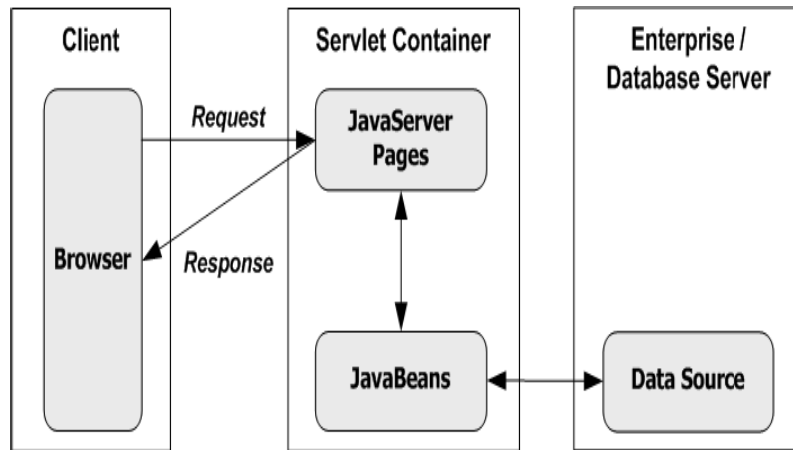 Client
Servlet Container
Enterprise /
Database Server
Request
JavaServer
Pages
Browser
Response
JavaBeans
Data Source